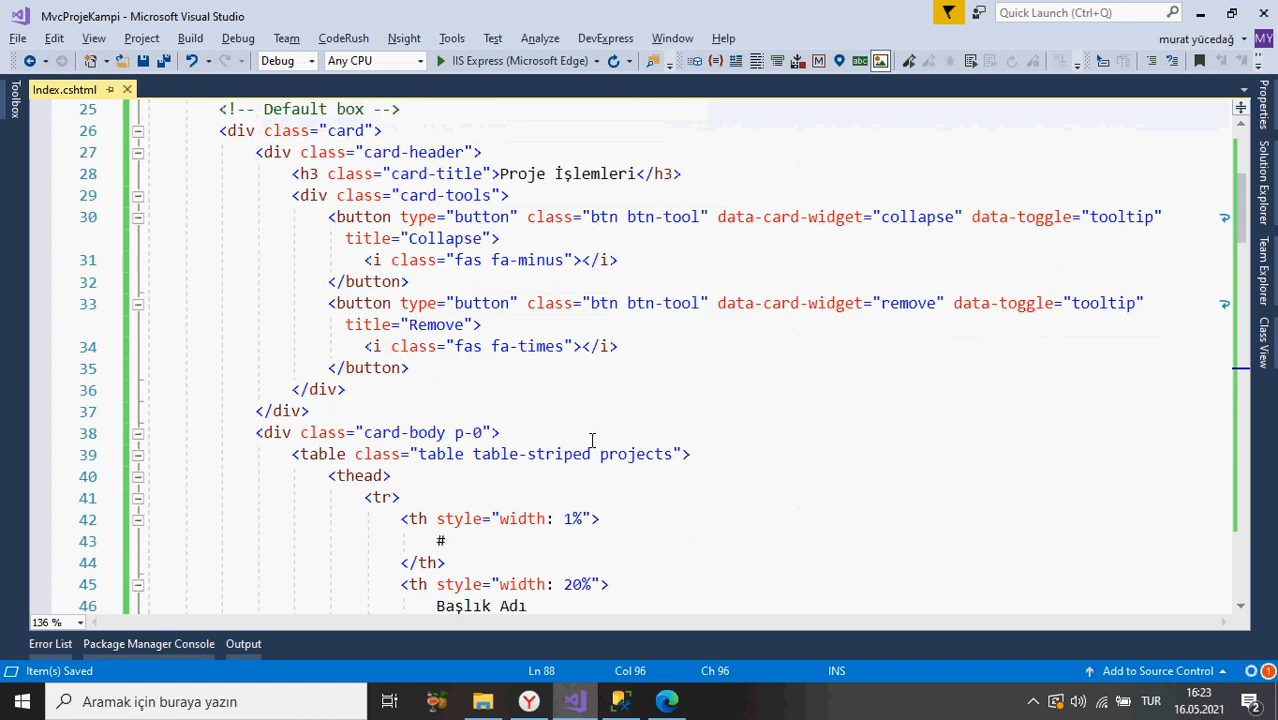 MvcProjeKampi - Microsoft Visual Studio
Quick Launch (Ctrl+Q)
File Edit View Project Build Debug Team CodeRush Nsight Tools Test Analyze DevExpress Window Help
murat yücedağ MY
Debug Any CPU IIS Express (Microsoft Edge)
Index.cshtml
Toolbox
Properties
Solution Explorer
Team Explorer
Class View
25 <!-- Default box -->
26 <div class="card">
27 <div class="card-header">
28 <h3 class="card-title">Proje İşlemleri</h3>
29 <div class="card-tools">
30 <button type="button" class="btn btn-tool" data-card-widget="collapse" data-toggle="tooltip"
title="Collapse">
31 <i class="fas fa-minus"></i>
32 </button>
33 <button type="button" class="btn btn-tool" data-card-widget="remove" data-toggle="tooltip"
title="Remove">
34 <i class="fas fa-times"></i>
35 </button>
36 </div>
37 </div>
38 <div class="card-body p-0">
39 <table class="table table-striped projects">
40 <thead>
41 <tr>
42 <th style="width: 1%">
43 #
44 </th>
45 <th style="width: 20%">
46 Başlık Adı
136 %
Error List Package Manager Console Output
Item(s) Saved Ln 88 Col 96 Ch 96 INS Add to Source Control 1
Aramak için buraya yazın
TUR
16:23
16.05.2021
2